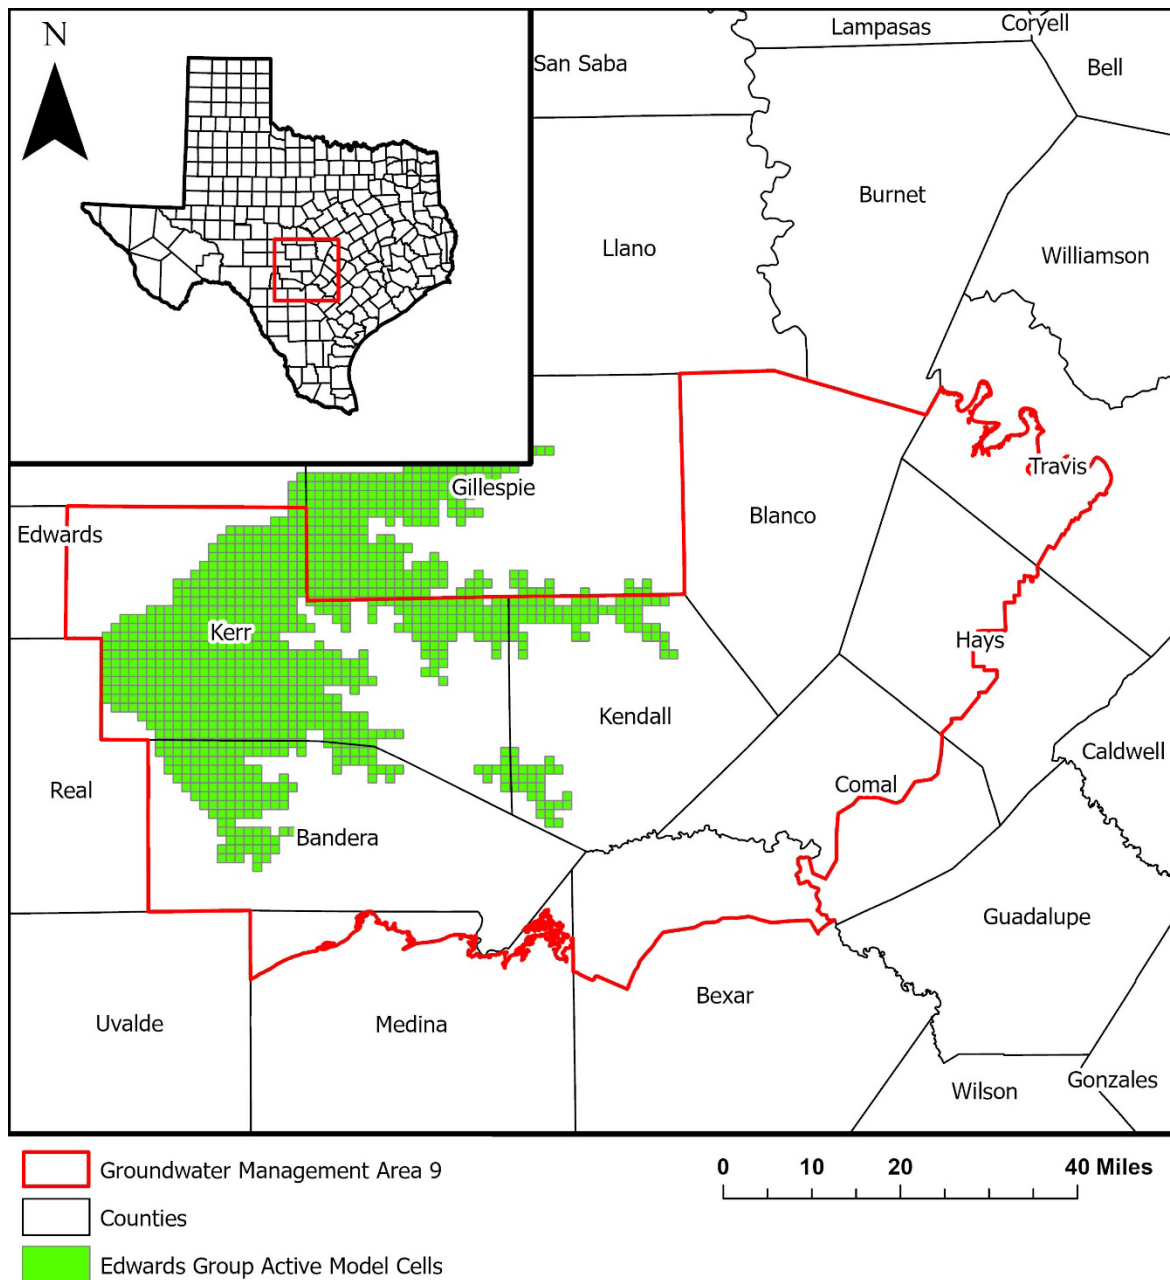 N
Lampasas
Coryell
San Saba
Bell
Burnet
Llano
Williamson
Travis
Gillespie
Blanco
Edwards
Kerr
Hays
Kendall
Caldwell
Real
Comal
Bandera
Guadalupe
Uvalde
Medina
Bexar
Wilson
Gonzales
Groundwater Management Area 9
0 10 20 40 Miles
Counties
Edwards Group Active Model Cells